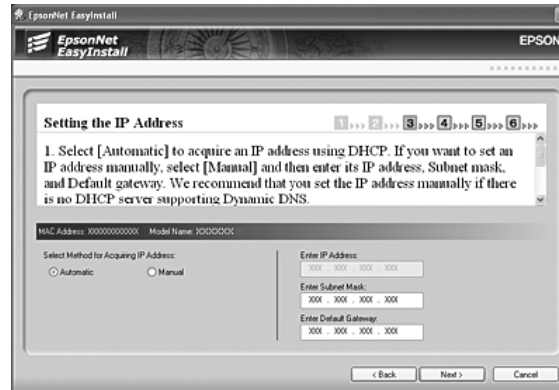 EpsonNet EasyInstall
EpsonNet
EasyInstall
EPSON
Setting the IP Address
1 2 3 4 5 6
1. Select [Automatic] to acquire an IP address using DHCP. If you want to set an
IP address manually, select [Manual] and then enter its IP address, Subnet mask,
and Default gateway. We recommend that you set the IP address manually if there
is no DHCP server supporting Dynamic DNS.
MAC Address: XXXXXXXXXXXX Model Name: XXXXXXX
Select Method for Acquiring IP Address:
Automatic Manual
Enter IP Address:
XXX . XXX . XXX . XXX
Enter Subnet Mask:
XXX . XXX . XXX . XXX
Enter Default Gateway:
XXX . XXX . XXX . XXX
< Back Next > Cancel